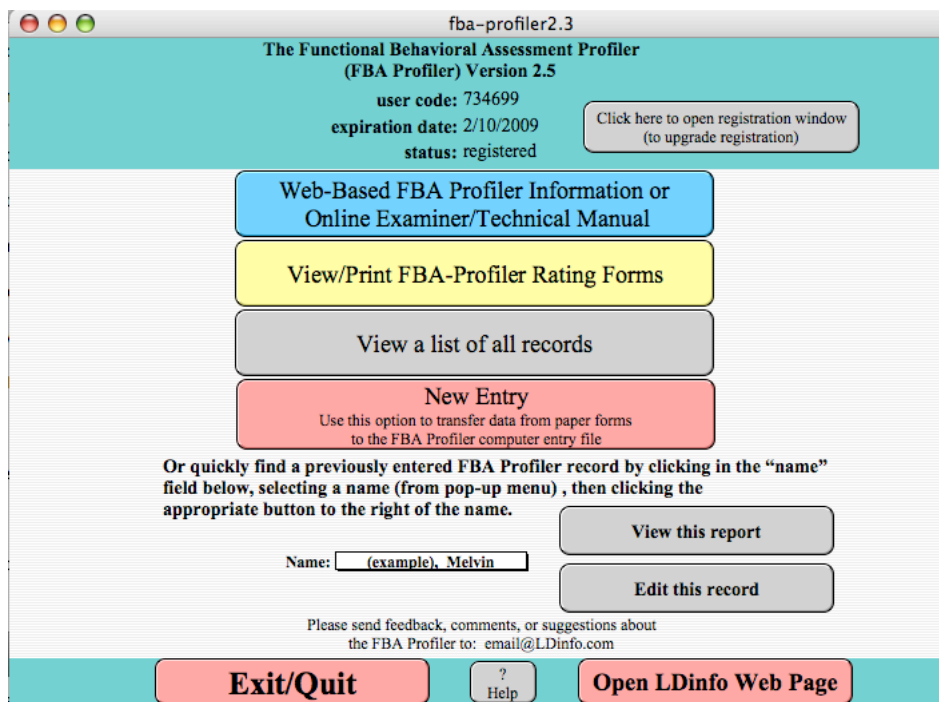 fba-profiler2.3
The Functional Behavioral Assessment Profiler
(FBA Profiler) Version 2.5
user code: 734699
expiration date: 2/10/2009
status: registered
Click here to open registration window
(to upgrade registration)
Web-Based FBA Profiler Information or
Online Examiner/Technical Manual
View/Print FBA-Profiler Rating Forms
View a list of all records
New Entry
Use this option to transfer data from paper forms
to the FBA Profiler computer entry file
Or quickly find a previously entered FBA Profiler record by clicking in the “name”
field below, selecting a name (from pop-up menu) , then clicking the
appropriate button to the right of the name.
View this report
Name: (example), Melvin
Edit this record
Please send feedback, comments, or suggestions about
the FBA Profiler to: email@LDinfo.com
Exit/Quit
?
Help
Open LDinfo Web Page